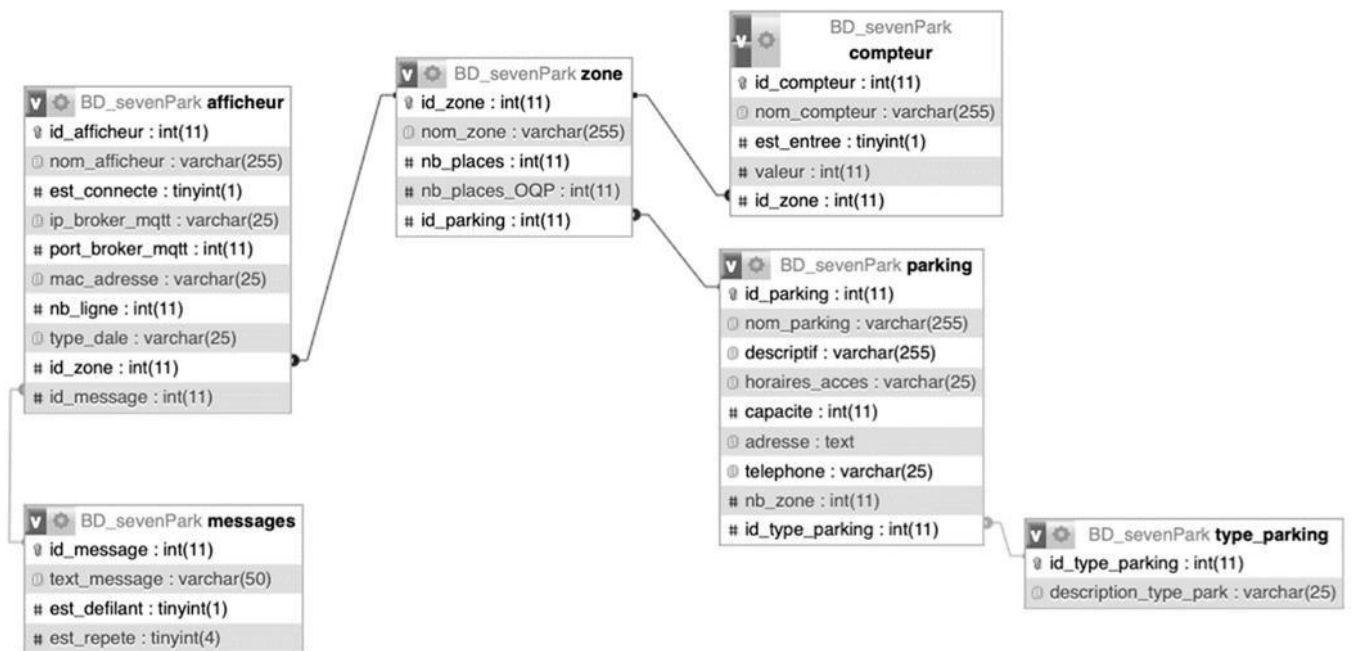 BD_sevenPark afficheur
id_afficheur : int(11)
nom_afficheur : varchar(255)
# est_connecte : tinyint(1)
ip_broker_mqtt : varchar(25)
# port_broker_mqtt : int(11)
mac_adresse : varchar(25)
# nb_ligne : int(11)
type_dale : varchar(25)
# id_zone : int(11)
# id_message : int(11)
BD_sevenPark messages
id_message : int(11)
text_message : varchar(50)
# est_defilant : tinyint(1)
# est_repete : tinyint(4)
BD_sevenPark zone
id_zone : int(11)
nom_zone : varchar(255)
# nb_places : int(11)
# nb_places_OQP : int(11)
# id_parking : int(11)
BD_sevenPark
compteur
id_compteur : int(11)
nom_compteur : varchar(255)
# est_entree : tinyint(1)
# valeur : int(11)
# id_zone : int(11)
BD_sevenPark parking
id_parking : int(11)
nom_parking : varchar(255)
descriptif : varchar(255)
horaires_acces : varchar(25)
# capacite : int(11)
adresse : text
telephone : varchar(25)
# nb_zone : int(11)
# id_type_parking : int(11)
BD_sevenPark type_parking
id_type_parking : int(11)
description_type_park : varchar(25)